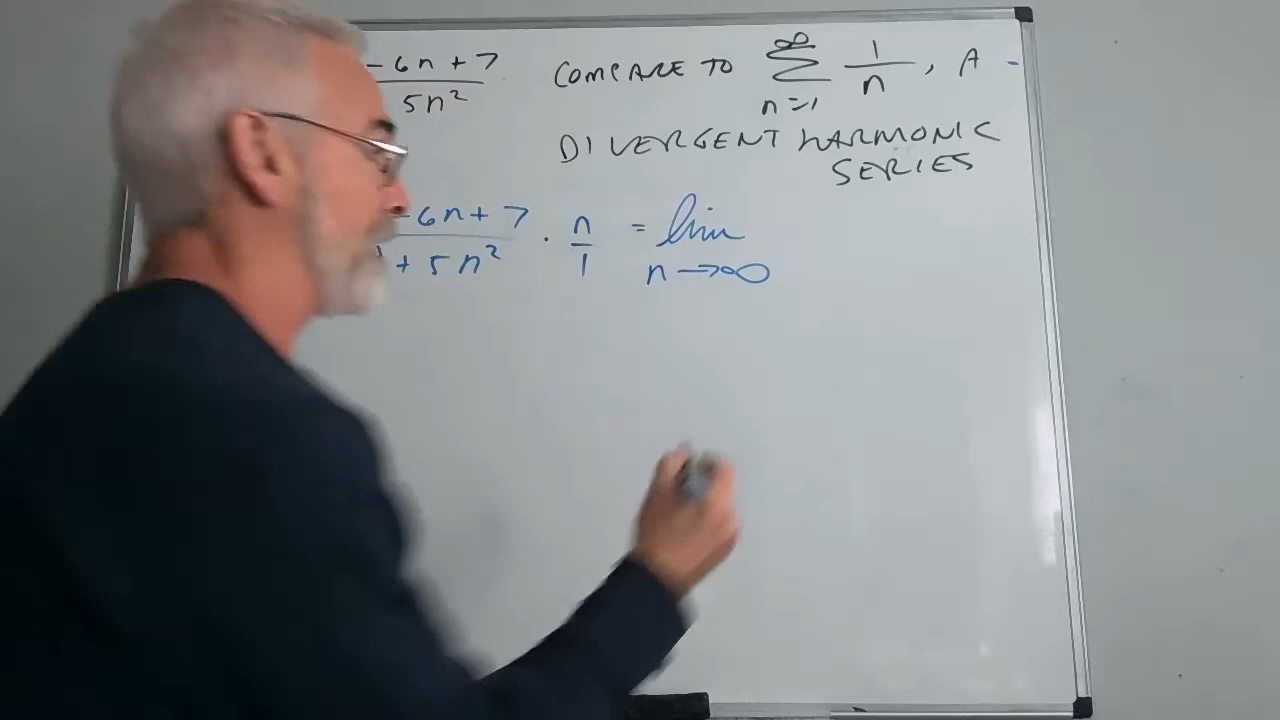 - 6n + 7 / 5n² COMPARE TO ∑ n=1 ∞ 1/n, A -
DIVERGENT HARMONIC
SERIES
- 6n + 7 / + 5n² · n/1 = lim n→∞